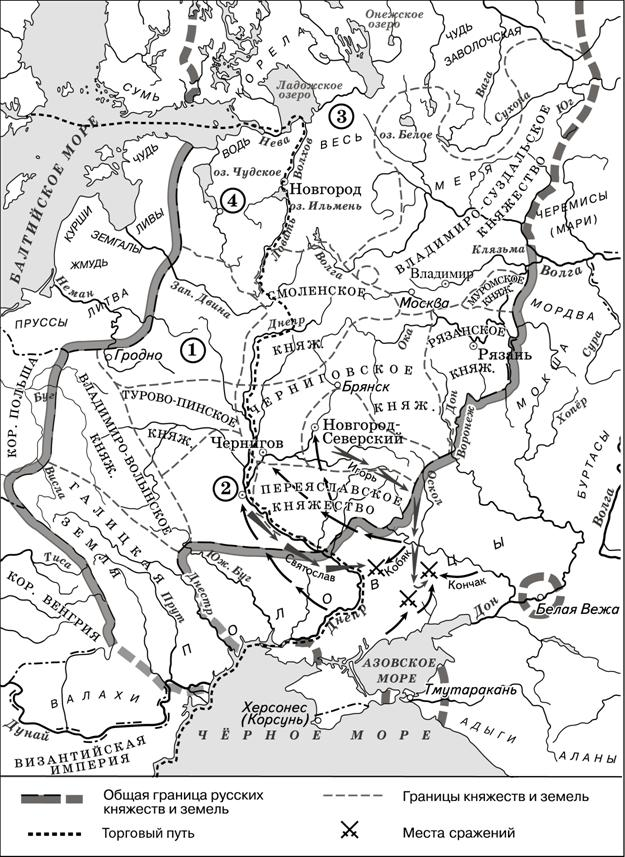 Онежское
озеро
ЧУДЬ
ЗАВОЛОЧСКАЯ
КОРЕЛА
СУМЬ
Ладожское
озеро
Вага
Сухона
Юг
3
оз. Белое
ВЕСЬ
Нева
Волхов
ВОДЬ
ЧУДЬ
оз. Чудское
4
Новгород
оз. Ильмень
Ловать
МЕРЯ
ВЛАДИМИРО-СУЗДАЛЬСКОЕ
КНЯЖЕСТВО
ЧЕРЕМИСЫ
(МАРИ)
БАЛТИЙСКОЕ МОРЕ
КУРШИ
ЗЕМГАЛЫ
ЛИВЫ
ЖМУДЬ
Неман
ЛИТВА
ПРУССЫ
Зап. Двина
Волга
Клязьма
Владимир
Волга
Москва
МУРОМСКОЕ
КНЯЖ.
МОРДВА
СМОЛЕНСКОЕ
КНЯЖ.
Днепр
Ока
РЯЗАНСКОЕ
КНЯЖ.
Рязань
Сура
МОКША
Хопёр
1
Гродно
КОР. ПОЛЬША
Буг
ЧЕРНИГОВСКОЕ
КНЯЖ.
Брянск
Дон
Воронеж
ТУРОВО-ПИНСКОЕ
КНЯЖ.
ВЛАДИМИРО-ВОЛЫНСКОЕ
КНЯЖ.
Чернигов
Новгород-
Северский
Игорь
Оскол
БУРТАСЫ
Волга
2
ПЕРЕЯСЛАВСКОЕ
КНЯЖЕСТВО
Висла
ГАЛИЦКАЯ
ЗЕМЛЯ
Тиса
КОР. ВЕНГРИЯ
Прут
Днестр
Юж. Буг
Святослав
Кобяк
Кончак
ПОЛОВЦЫ
Днепр
Дон
Белая Вежа
АЗОВСКОЕ
МОРЕ
Тмутаракань
Херсонес
(Корсунь)
ЧЁРНОЕ МОРЕ
АДЫГИ
АЛАНЫ
ВАЛАХИ
Дунай
ВИЗАНТИЙСКАЯ
ИМПЕРИЯ
Общая граница русских
княжеств и земель
Границы княжеств и земель
Торговый путь
Места сражений